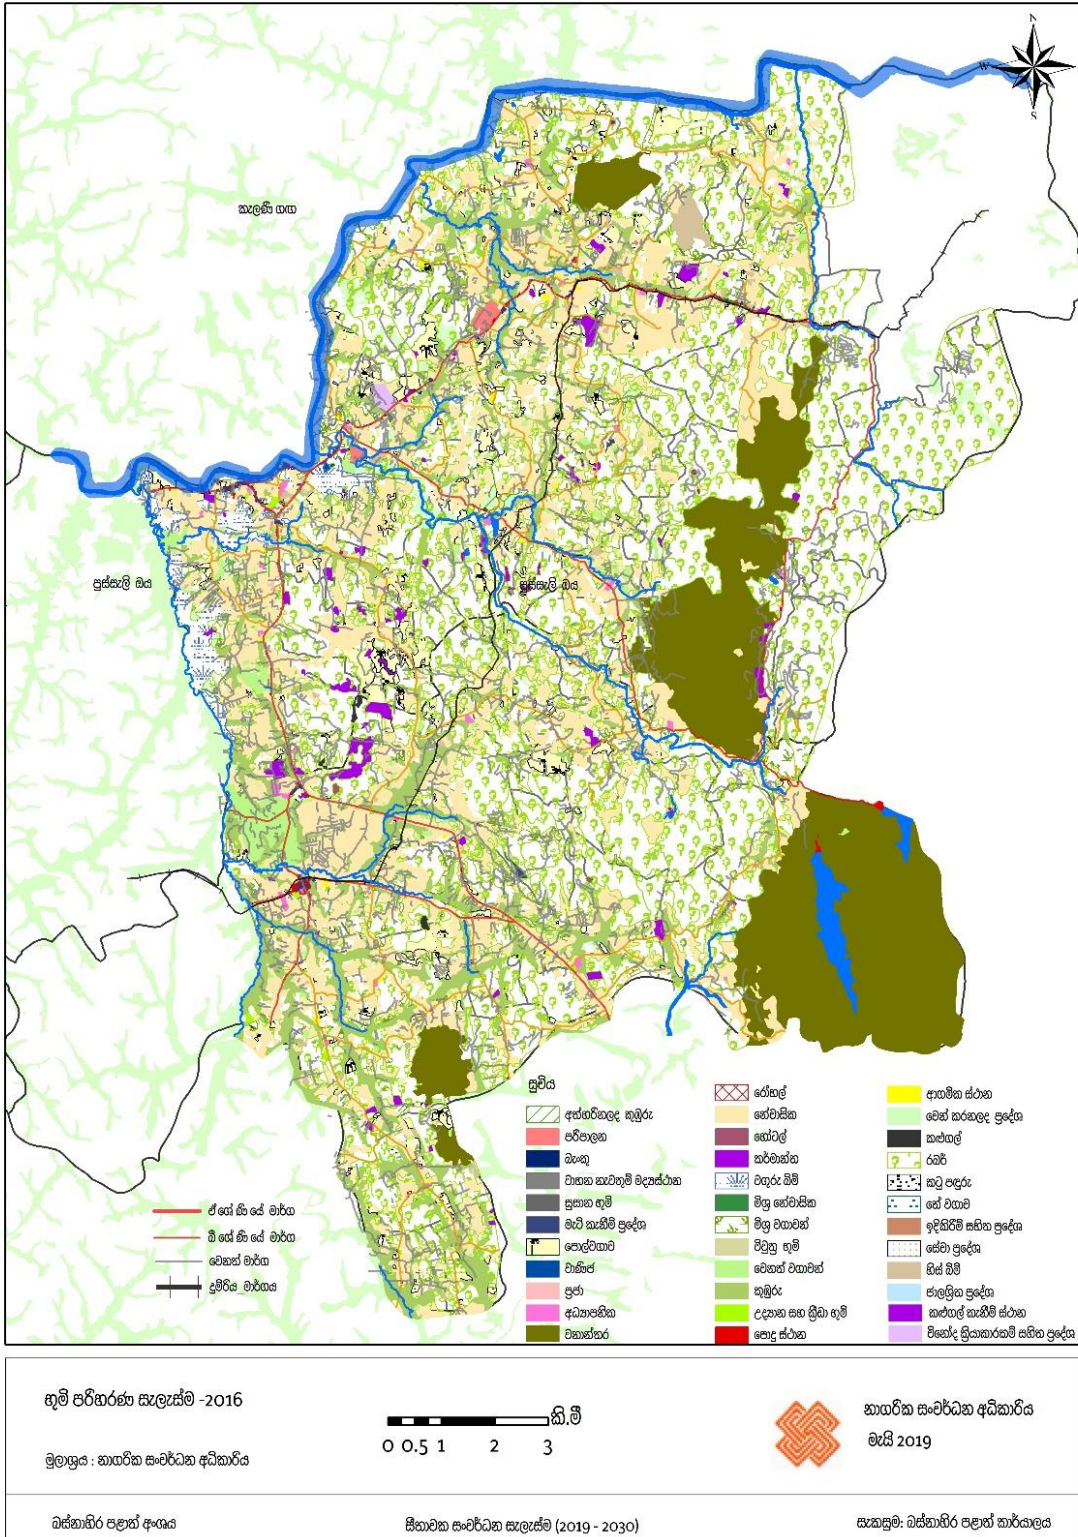 N
W
S
කැලණි ගඟ
පුස්සැලි ඔය
පුස්සැලි ඔය
සුචිය
අත්හරිනලද කුඹුරු
පරිපාලන
බැංකු
වාහන නැවතුම් මධ්‍යස්ථාන
සුසාන භූමි
මැටි කැනීම් ප්‍රදේශ
පොල්වගාව
වාණිජ
ප්‍රජා
අධ්‍යාපනික
වනාන්තර
රෝහල්
නේවාසික
හෝටල්
කර්මාන්ත
වගුරු බිම්
මිශ්‍ර නේවාසික
මිශ්‍ර වගාවන්
විවුත භූමි
වෙනත් වගාවන්
කුඹුරු
උද්‍යාන සහ ක්‍රීඩා භූමි
පොදු ස්ථාන
ආගමික ස්ථාන
වෙන් කරනලද ප්‍රදේශ
කළුගල්
රබර්
කටු පඳුරු
තේ වගාව
ඉදිකිරීම් සහිත ප්‍රදේශ
සේවා ප්‍රදේශ
හිස් බිම්
ජාලශ්‍රිත ප්‍රදේශ
කළුගල් කැනීම් ස්ථාන
විනෝද ක්‍රියාකාරකම් සහිත ප්‍රදේශ
ඒ ශ්‍රේණියේ මාර්ග
බී ශ්‍රේණියේ මාර්ග
වෙනත් මාර්ග
දුම්රිය මාර්ගය
භූමි පරිහරණ සැලැස්ම -2016
මූලාශ්‍රය : නාගරික සංවර්ධන අධිකාරිය
කි.මී
0 0.5 1 2 3
නාගරික සංවර්ධන අධිකාරිය
මැයි 2019
බස්නාහිර පළාත් අංශය
සීතාවක සංවර්ධන සැලැස්ම (2019 - 2030)
සැකසුම: බස්නාහිර පළාත් කාර්යාලය